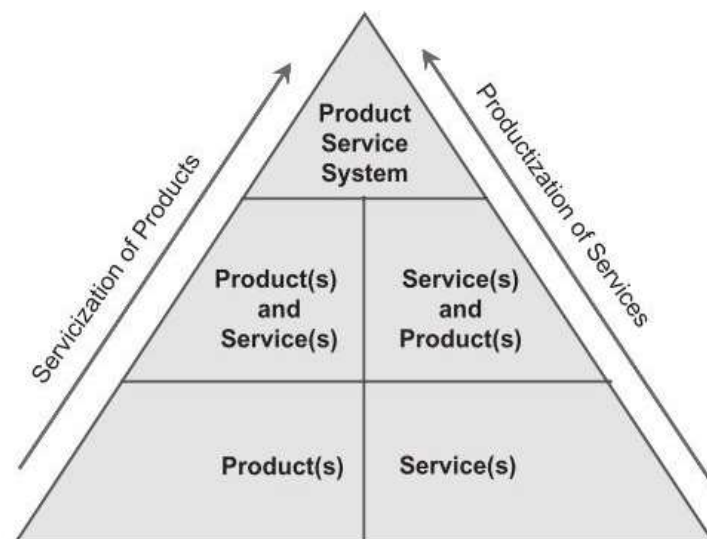 Product
Service
System
Servicization of Products
Productization of Services
Product(s)
and
Service(s)
Service(s)
and
Product(s)
Product(s)
Service(s)